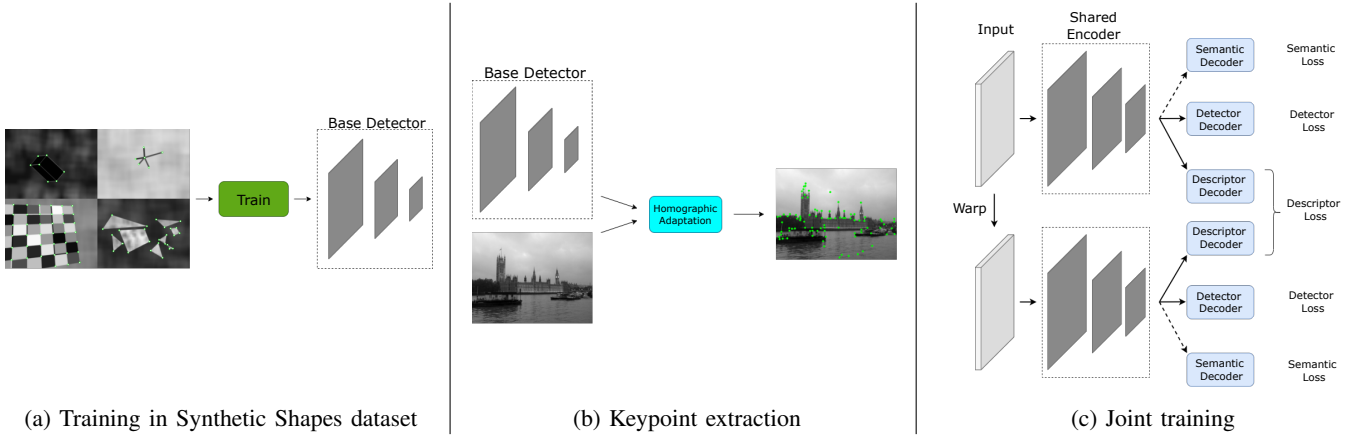 Base Detector
Train
(a) Training in Synthetic Shapes dataset
Base Detector
Homographic
Adaptation
(b) Keypoint extraction
Input
Shared
Encoder
Semantic
Decoder
Semantic
Loss
Detector
Decoder
Detector
Loss
Descriptor
Decoder
Warp
Descriptor
Loss
Descriptor
Decoder
Detector
Decoder
Detector
Loss
Semantic
Decoder
Semantic
Loss
(c) Joint training